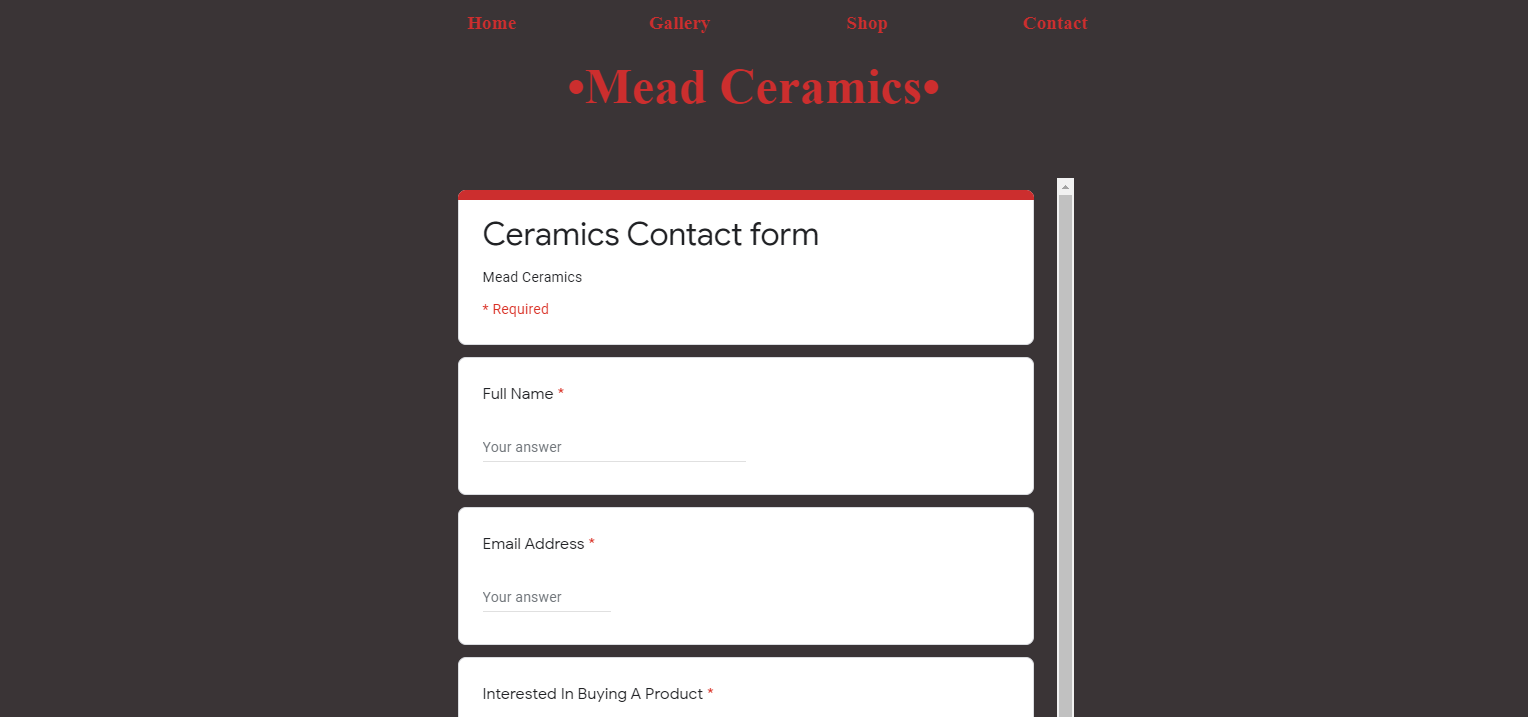 Home Gallery Shop Contact
•Mead Ceramics•
Ceramics Contact form
Mead Ceramics
* Required
Full Name *
Your answer
Email Address *
Your answer
Interested In Buying A Product *